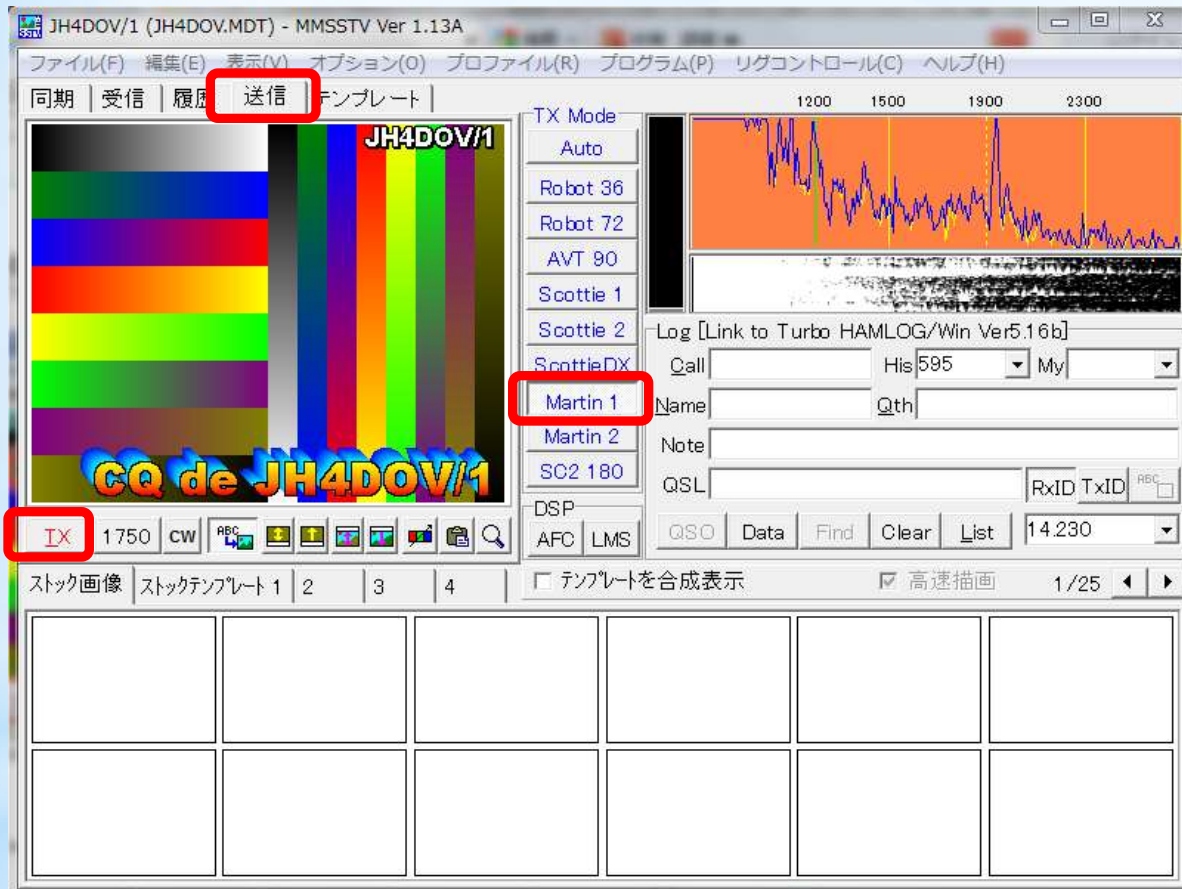 JH4DOV/1 (JH4DOV.MDT) - MMSSTV Ver 1.13A
ファイル(F) 編集(E) 表示(V) オプション(O) プロファイル(R) プログラム(P) リグコントロール(C) ヘルプ(H)
同期 受信 履歴 送信 テンプレート
1200 1500 1900 2300
JH4DOV/1
CQ de JH4DOV/1
TX Mode
Auto
Robot 36
Robot 72
AVT 90
Scottie 1
Scottie 2
ScottieDX
Martin 1
Martin 2
SC2 180
DSP
AFC LMS
Log [Link to Turbo HAMLOG/Win Ver5.16b]
Call His 595 My
Name Qth
Note
QSL RxID TxID ABC
QSO Data Find Clear List 14.230
TX 1750 CW ABC
ストック画像 ストックテンプレート 1 2 3 4
テンプレートを合成表示 高速描画 1/25